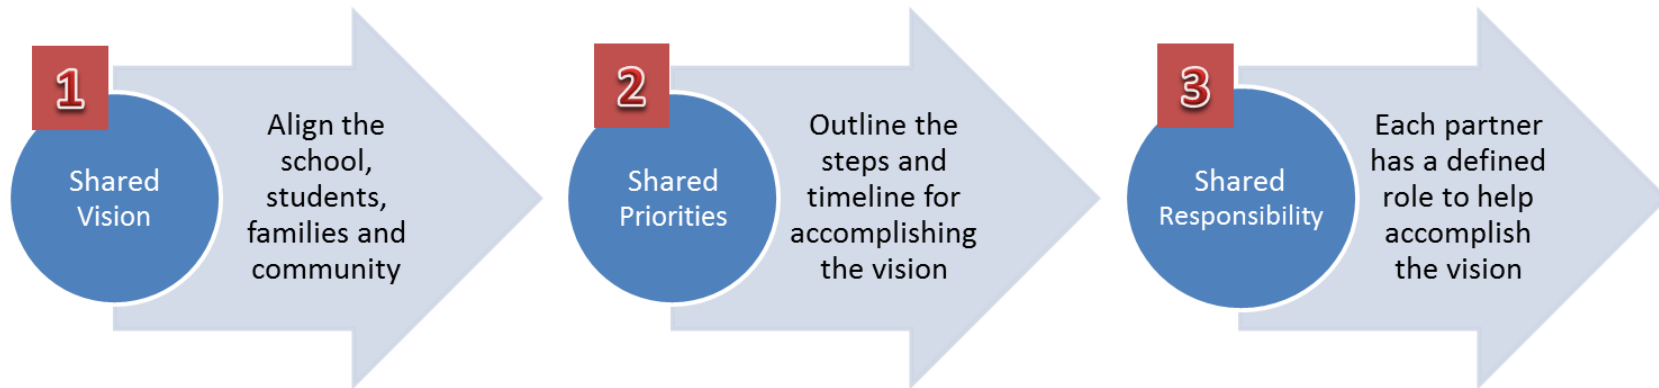 1
Shared
Vision
Align the
school,
students,
families and
community
2
Shared
Priorities
Outline the
steps and
timeline for
accomplishing
the vision
3
Shared
Responsibility
Each partner
has a defined
role to help
accomplish
the vision